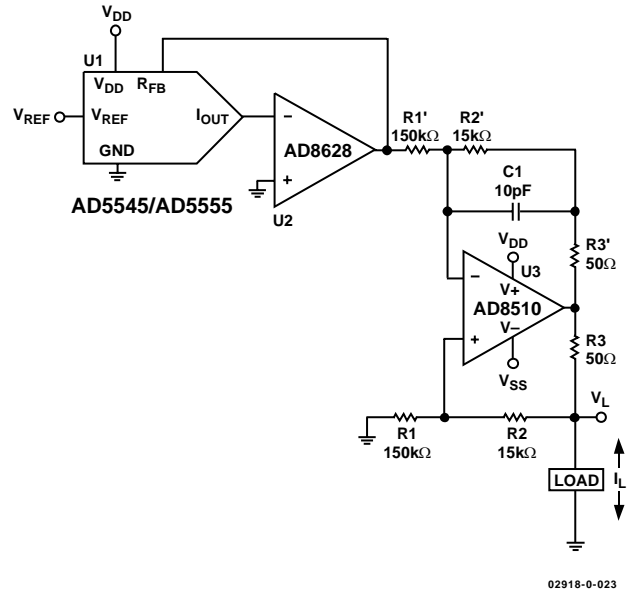 VDD
U1
VDD RFB
VREF VREF IOUT
GND
AD5545/AD5555
−
AD8628
+
U2
R1'
150kΩ
R2'
15kΩ
C1
10pF
VDD
U3
−
V+
AD8510
V−
+
VSS
R3'
50Ω
R3
50Ω
VL
R1
150kΩ
R2
15kΩ
LOAD IL
02918-0-023